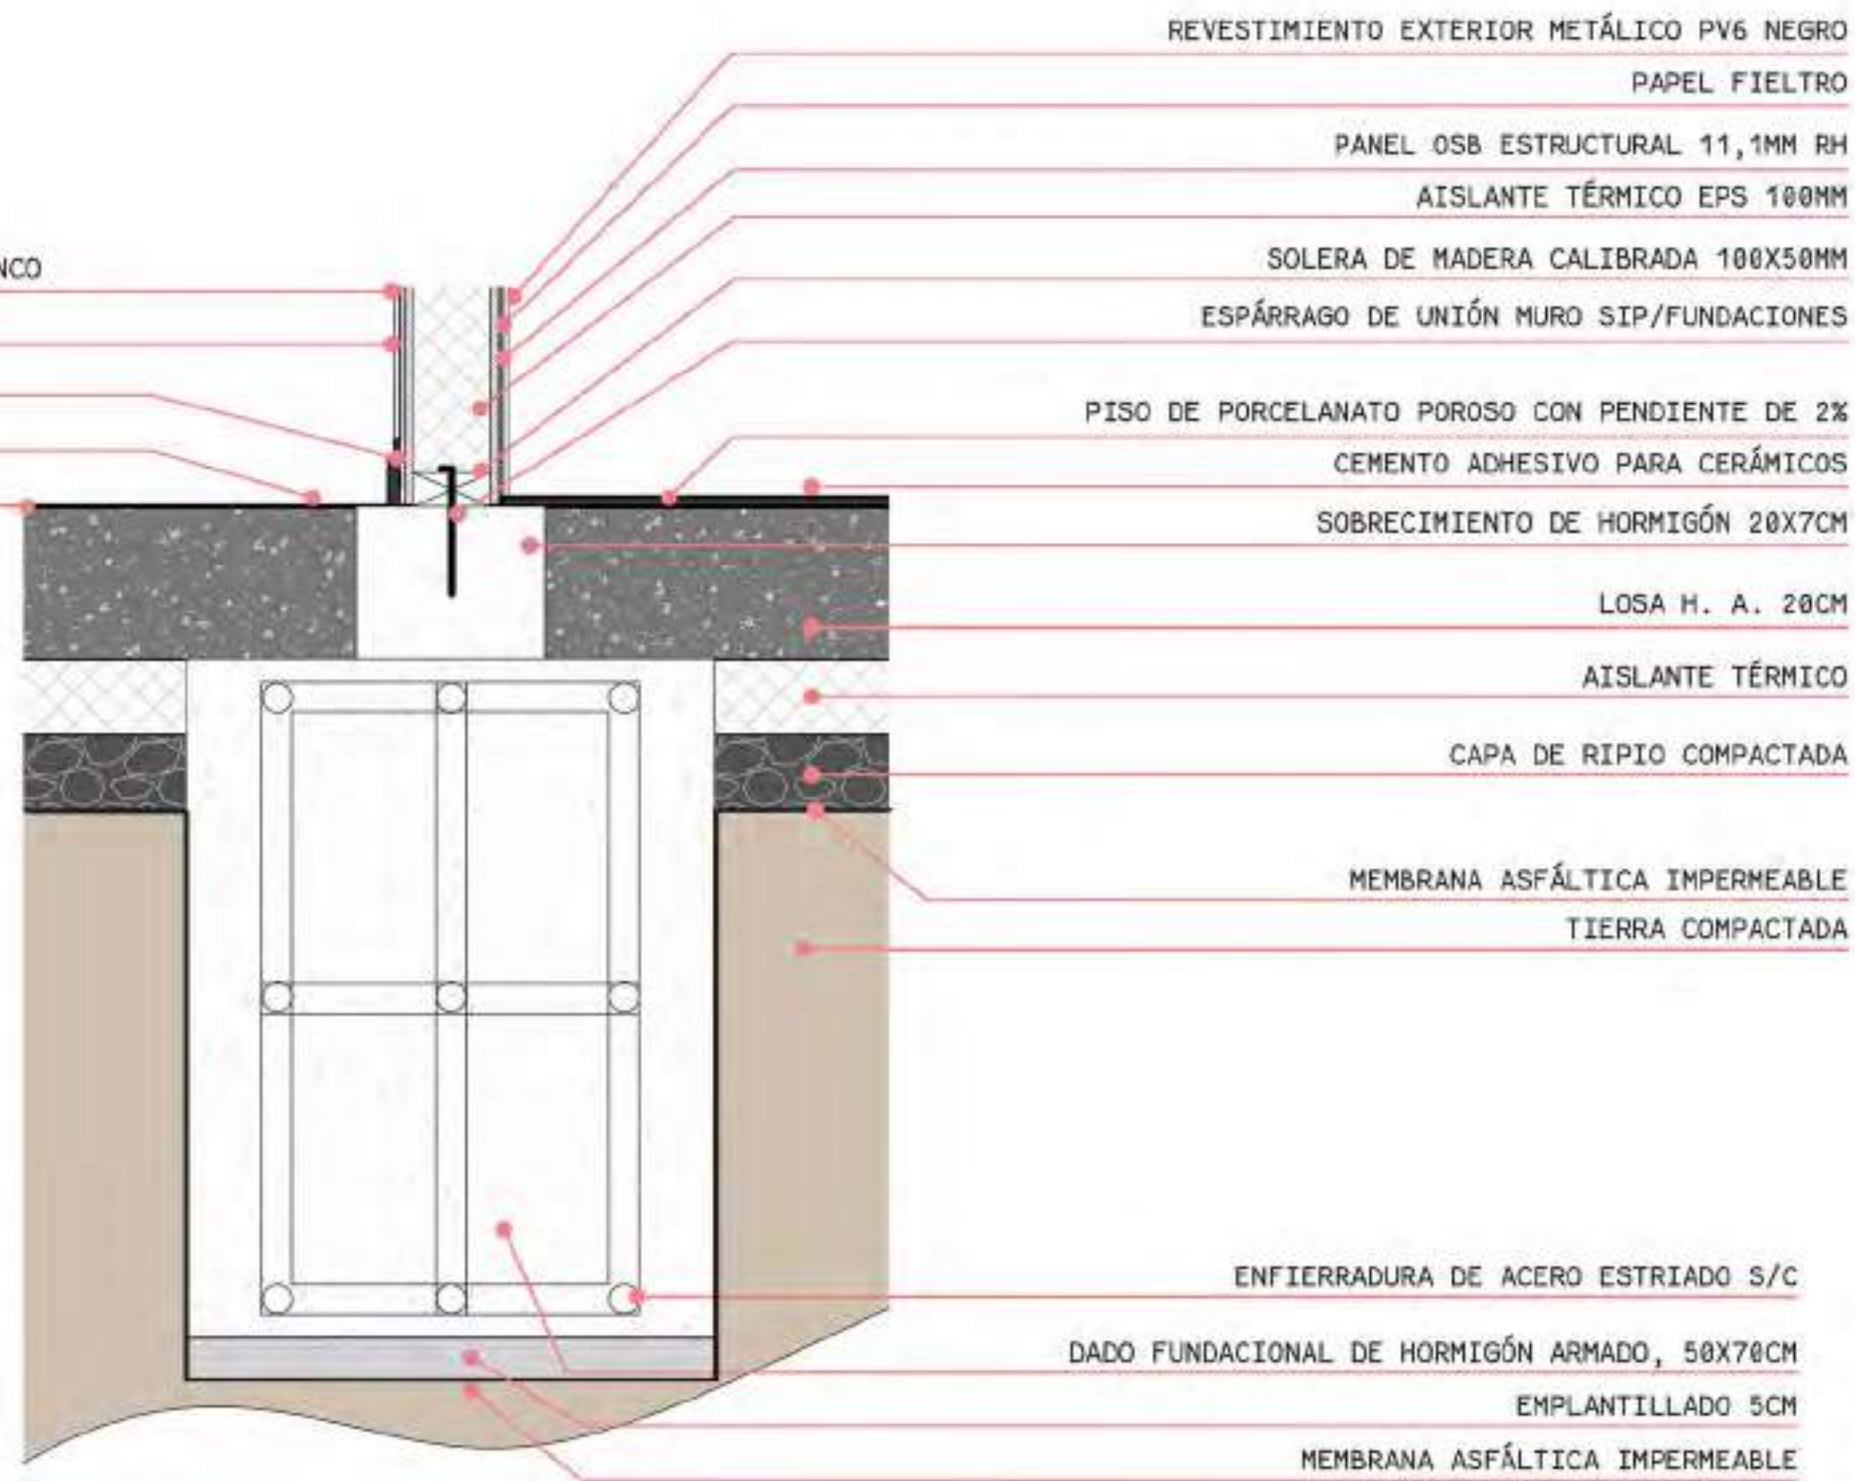 REVESTIMIENTO EXTERIOR METÁLICO PV6 NEGRO
PAPEL FIELTRO
PANEL OSB ESTRUCTURAL 11,1MM RH
AISLANTE TÉRMICO EPS 100MM
NCO
SOLERA DE MADERA CALIBRADA 100X50MM
ESPÁRRAGO DE UNIÓN MURO SIP/FUNDACIONES
PISO DE PORCELANATO POROSO CON PENDIENTE DE 2%
CEMENTO ADHESIVO PARA CERÁMICOS
SOBRECIMIENTO DE HORMIGÓN 20X7CM
LOSA H. A. 20CM
AISLANTE TÉRMICO
CAPA DE RIPIO COMPACTADA
MEMBRANA ASFÁLTICA IMPERMEABLE
TIERRA COMPACTADA
ENFIERRADURA DE ACERO ESTRIADO S/C
DADO FUNDACIONAL DE HORMIGÓN ARMADO, 50X70CM
EMPLANTILLADO 5CM
MEMBRANA ASFÁLTICA IMPERMEABLE